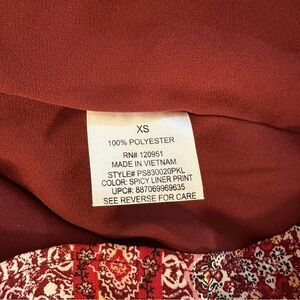 XS
100% POLYESTER
RN# 120951
MADE IN VIETNAM
STYLE# PS830020PKL
COLOR: SPICY LINER PRINT
UPC#: 887069969635
SEE REVERSE FOR CARE